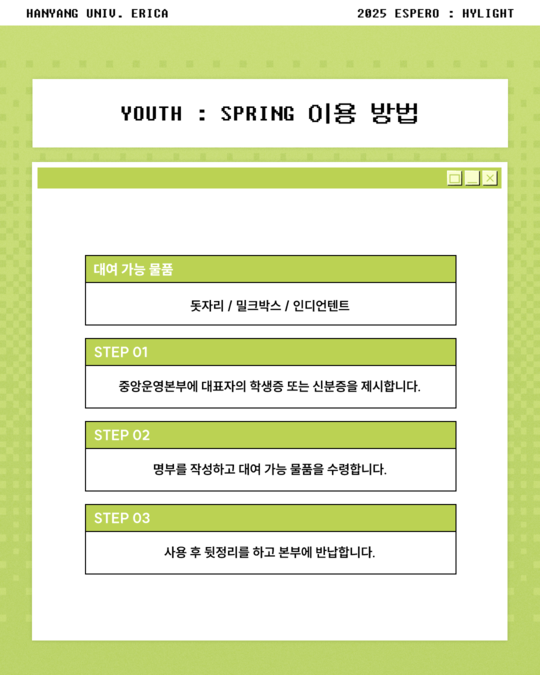 HANYANG UNIV. ERICA
2025 ESPERO : HYLIGHT
YOUTH : SPRING 이용 방법
대여 가능 물품
돗자리 / 밀크박스 / 인디언텐트
STEP 01
중앙운영본부에 대표자의 학생증 또는 신분증을 제시합니다.
STEP 02
명부를 작성하고 대여 가능 물품을 수령합니다.
STEP 03
사용 후 뒷정리를 하고 본부에 반납합니다.